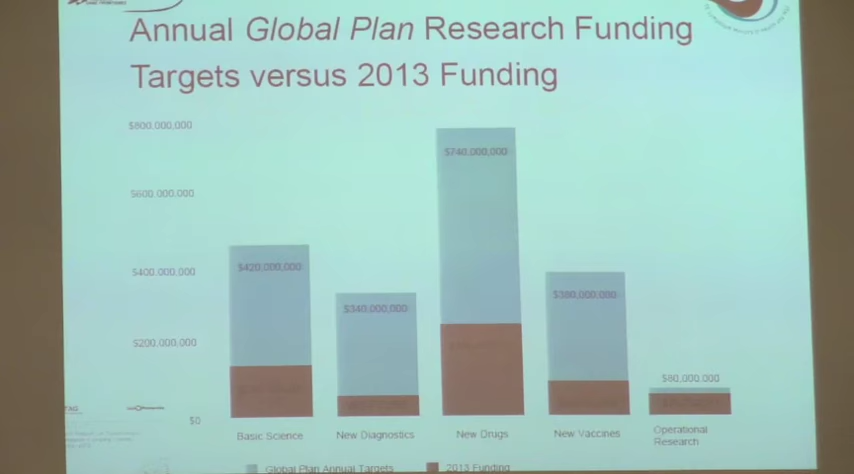 Annual Global Plan Research Funding
Targets versus 2013 Funding
$800,000,000
$600,000,000
$400,000,000
$200,000,000
$0
$420,000,000
$340,000,000
$740,000,000
$380,000,000
$80,000,000
Basic Science
New Diagnostics
New Drugs
New Vaccines
Operational
Research
Global Plan Annual Targets
2013 Funding